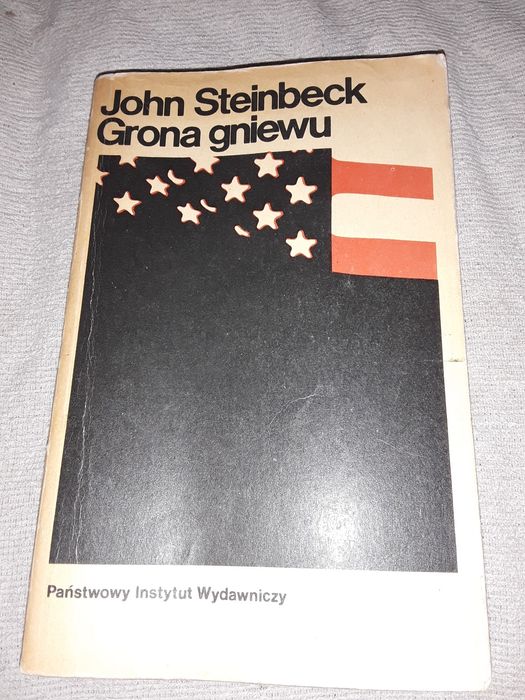 John Steinbeck
Grona gniewu
Państwowy Instytut Wydawniczy